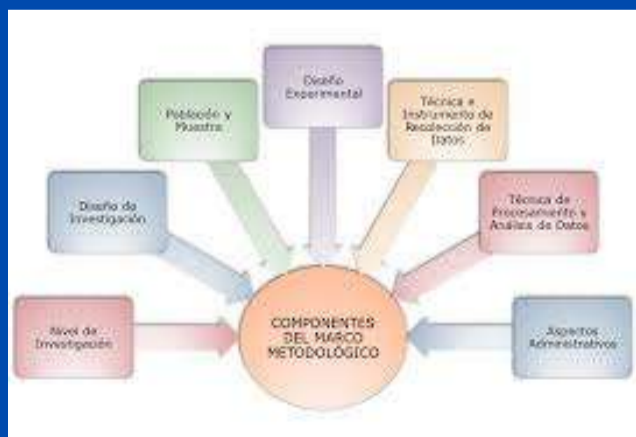 Diseño
Experimental
Población y
Muestra
Técnica e
Instrumento de
Recolección de
Datos
Diseño de
Investigación
Técnica de
Procesamiento y
Análisis de Datos
Nivel de
Investigación
COMPONENTES
DEL MARCO
METODOLÓGICO
Aspectos
Administrativos